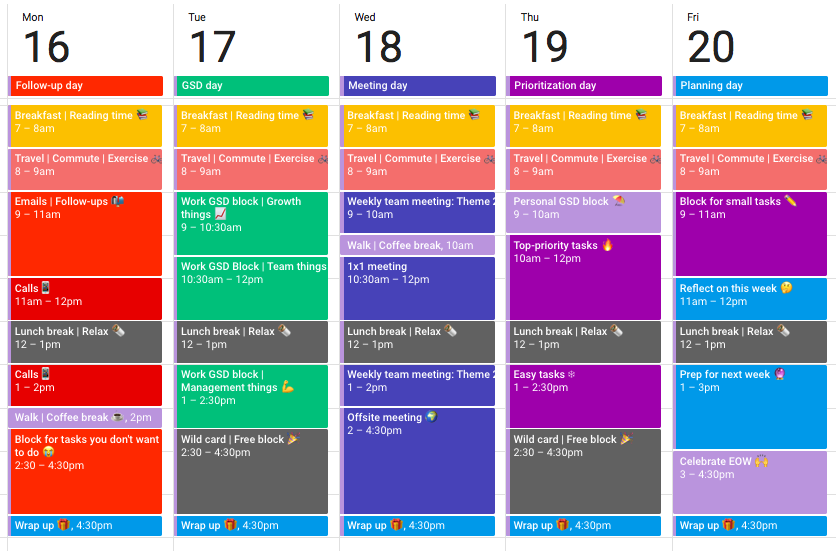 Mon
16
Tue
17
Wed
18
Thu
19
Fri
20
Follow-up day
GSD day
Meeting day
Prioritization day
Planning day
Breakfast | Reading time 📚
7 – 8am
Travel | Commute | Exercise 🚲
8 – 9am
Emails | Follow-ups 📬
9 – 11am
Calls 📱
11am – 12pm
Lunch break | Relax 🌯
12 – 1pm
Calls 📱
1 – 2pm
Walk | Coffee break ☕, 2pm
Block for tasks you don't want
to do 😭
2:30 – 4:30pm
Wrap up 🎁, 4:30pm
Breakfast | Reading time 📚
7 – 8am
Travel | Commute | Exercise 🚲
8 – 9am
Work GSD block | Growth
things 📈
9 – 10:30am
Work GSD Block | Team things
10:30am – 12pm
Lunch break | Relax 🌯
12 – 1pm
Work GSD block |
Management things 💪
1 – 2:30pm
Wild card | Free block 🎉
2:30 – 4:30pm
Wrap up 🎁, 4:30pm
Breakfast | Reading time 📚
7 – 8am
Travel | Commute | Exercise 🚲
8 – 9am
Weekly team meeting: Theme
9 – 10am
Walk | Coffee break, 10am
1x1 meeting
10:30am – 12pm
Lunch break | Relax 🌯
12 – 1pm
Weekly team meeting: Theme
1 – 2pm
Offsite meeting 🌍
2 – 4:30pm
Wrap up 🎁, 4:30pm
Breakfast | Reading time 📚
7 – 8am
Travel | Commute | Exercise 🚲
8 – 9am
Personal GSD block 🏖
9 – 10am
Top-priority tasks 🔥
10am – 12pm
Lunch break | Relax 🌯
12 – 1pm
Easy tasks ❄
1 – 2:30pm
Wild card | Free block 🎉
2:30 – 4:30pm
Wrap up 🎁, 4:30pm
Breakfast | Reading time 📚
7 – 8am
Travel | Commute | Exercise 🚲
8 – 9am
Block for small tasks ✏️
9 – 11am
Reflect on this week 🤔
11am – 12pm
Lunch break | Relax 🌯
12 – 1pm
Prep for next week 🔮
1 – 3pm
Celebrate EOW 🙌
3 – 4:30pm
Wrap up 🎁, 4:30pm